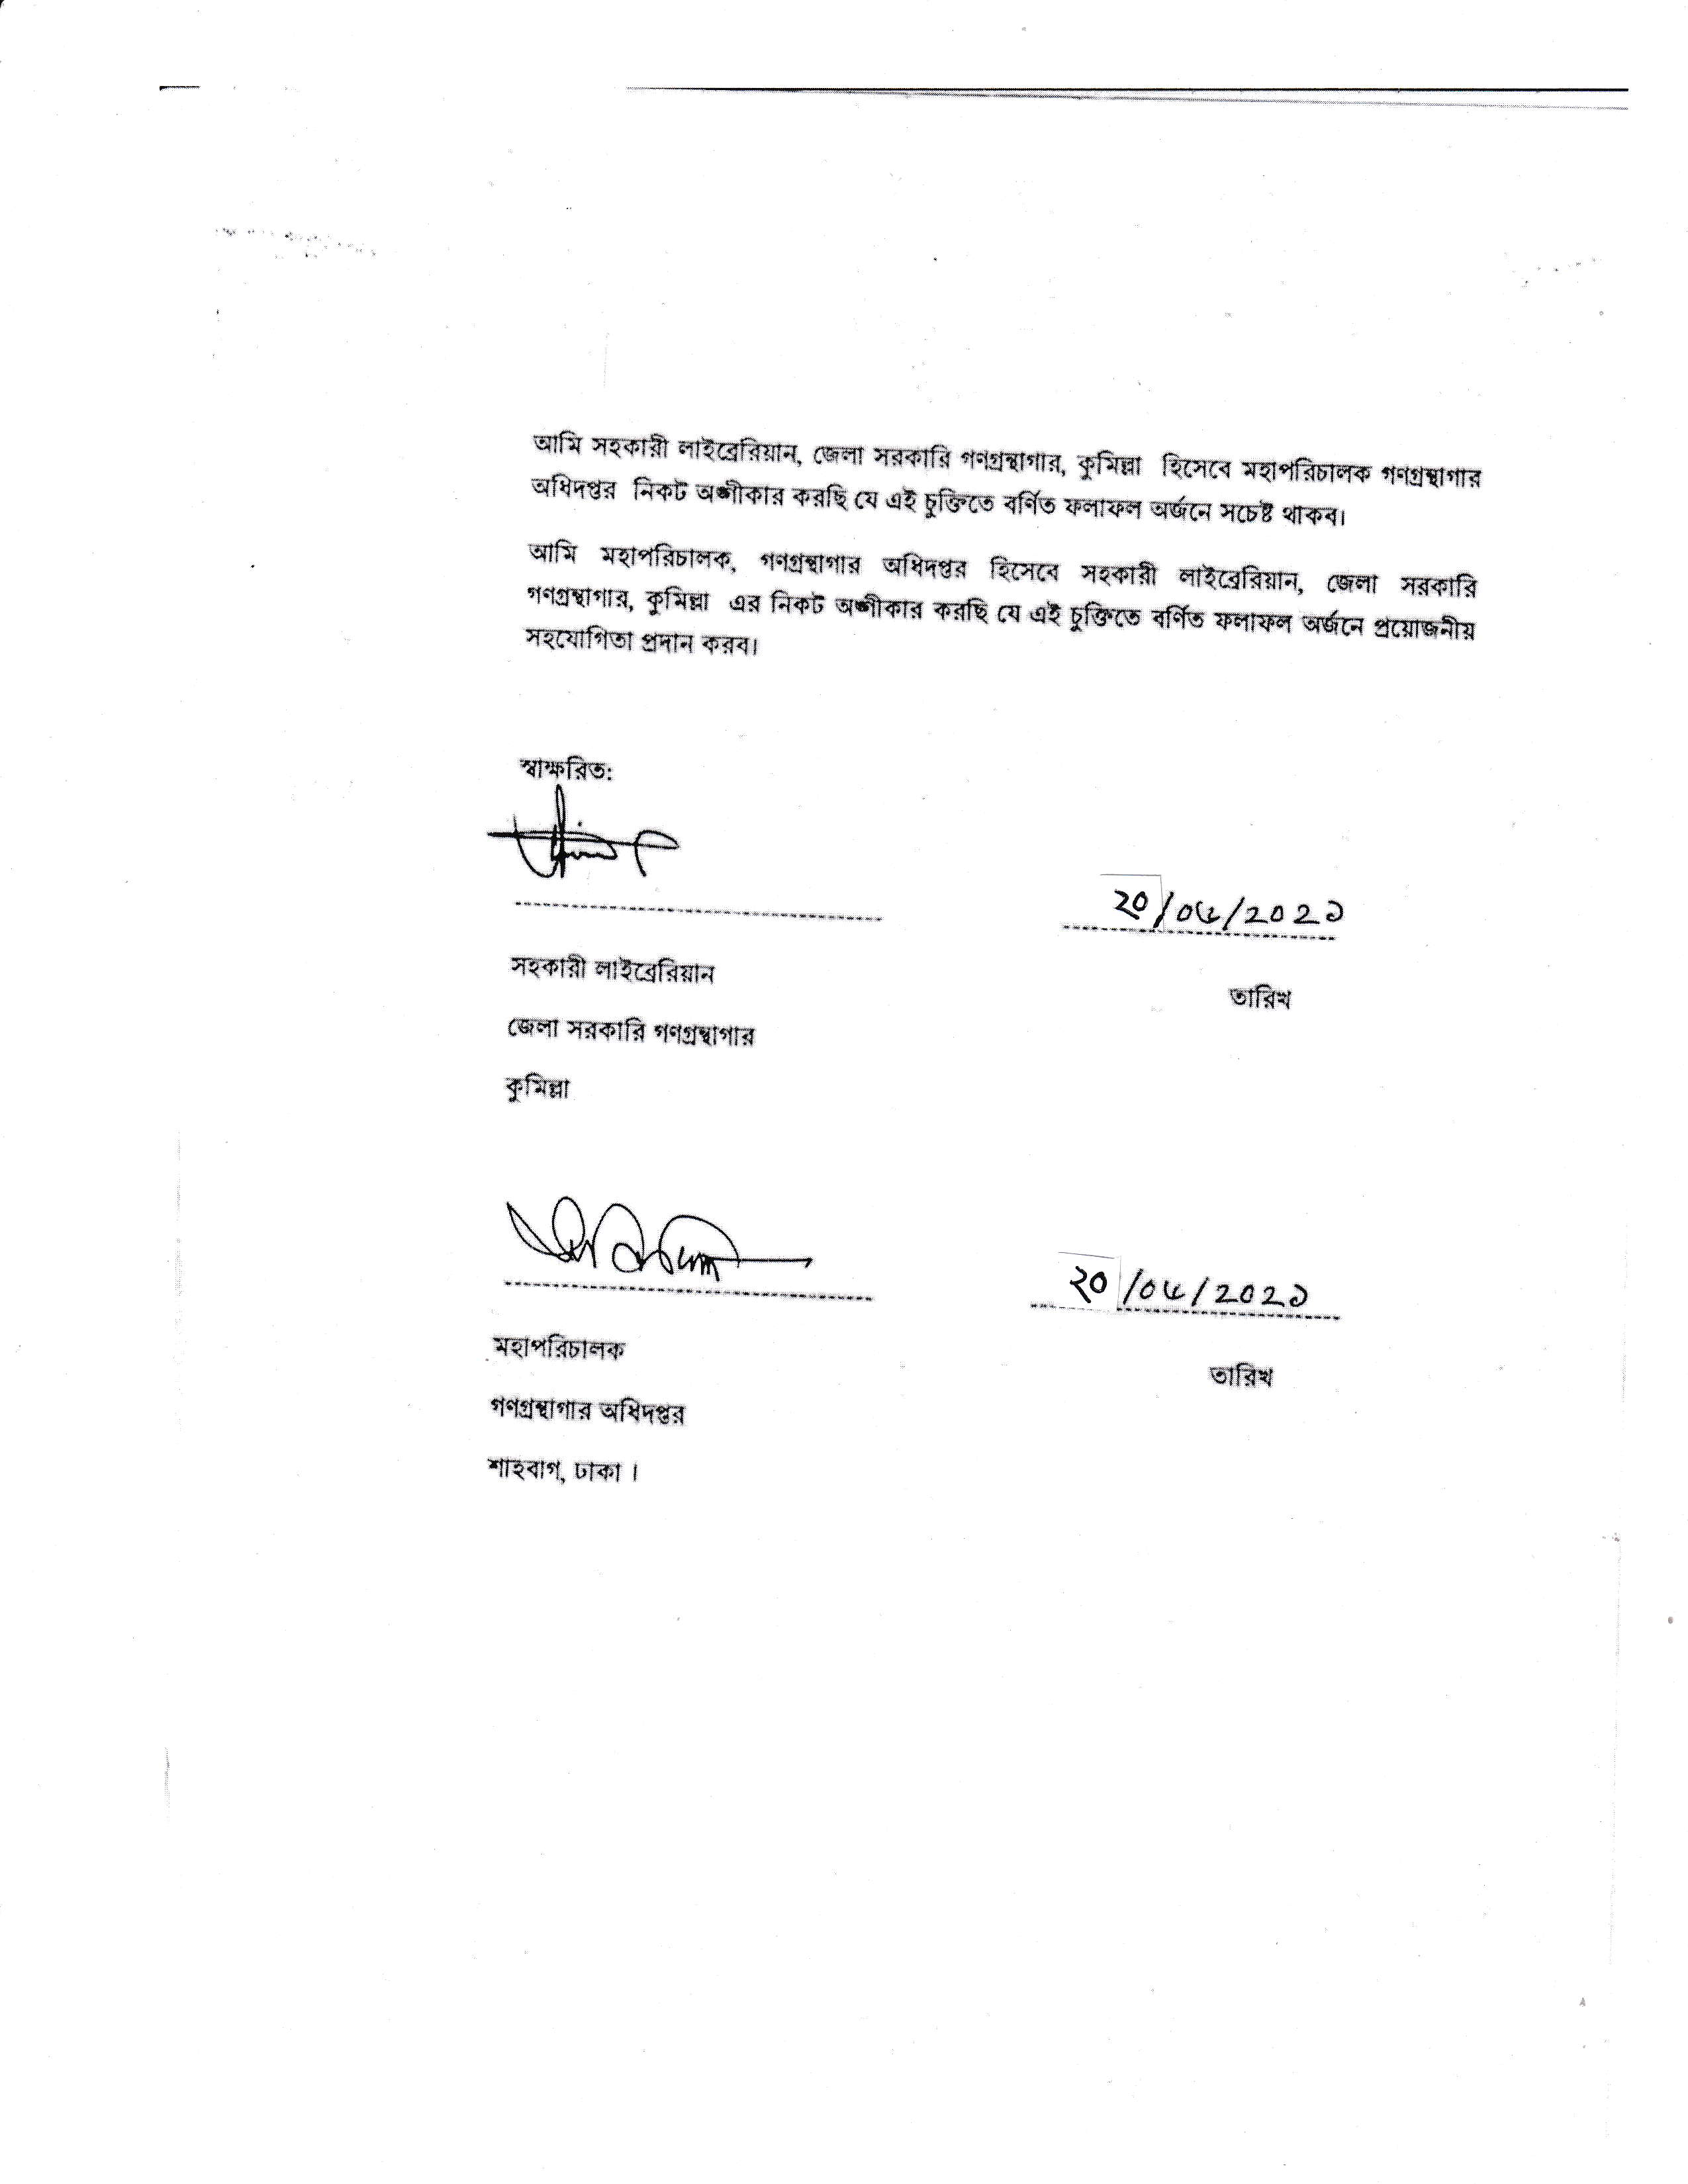 আমি সহকারী লাইব্রেরিয়ান, জেলা সরকারি গণগ্রন্থাগার, কুমিল্লা হিসেবে মহাপরিচালক গণগ্রন্থাগার
অধিদপ্তর নিকট অঙ্গীকার করছি যে এই চুক্তিতে বর্ণিত ফলাফল অর্জনে সচেষ্ট থাকব।
আমি মহাপরিচালক, গণগ্রন্থাগার অধিদপ্তর হিসেবে সহকারী লাইব্রেরিয়ান, জেলা সরকারি
গণগ্রন্থাগার, কুমিল্লা এর নিকট অঙ্গীকার করছি যে এই চুক্তিতে বর্ণিত ফলাফল অর্জনে প্রয়োজনীয়
সহযোগিতা প্রদান করব।
স্বাক্ষরিত:
২০/০৬/২০২১
সহকারী লাইব্রেরিয়ান
তারিখ
জেলা সরকারি গণগ্রন্থাগার
কুমিল্লা
২০/০৬/২০২১
মহাপরিচালক
তারিখ
গণগ্রন্থাগার অধিদপ্তর
শাহবাগ, ঢাকা ।